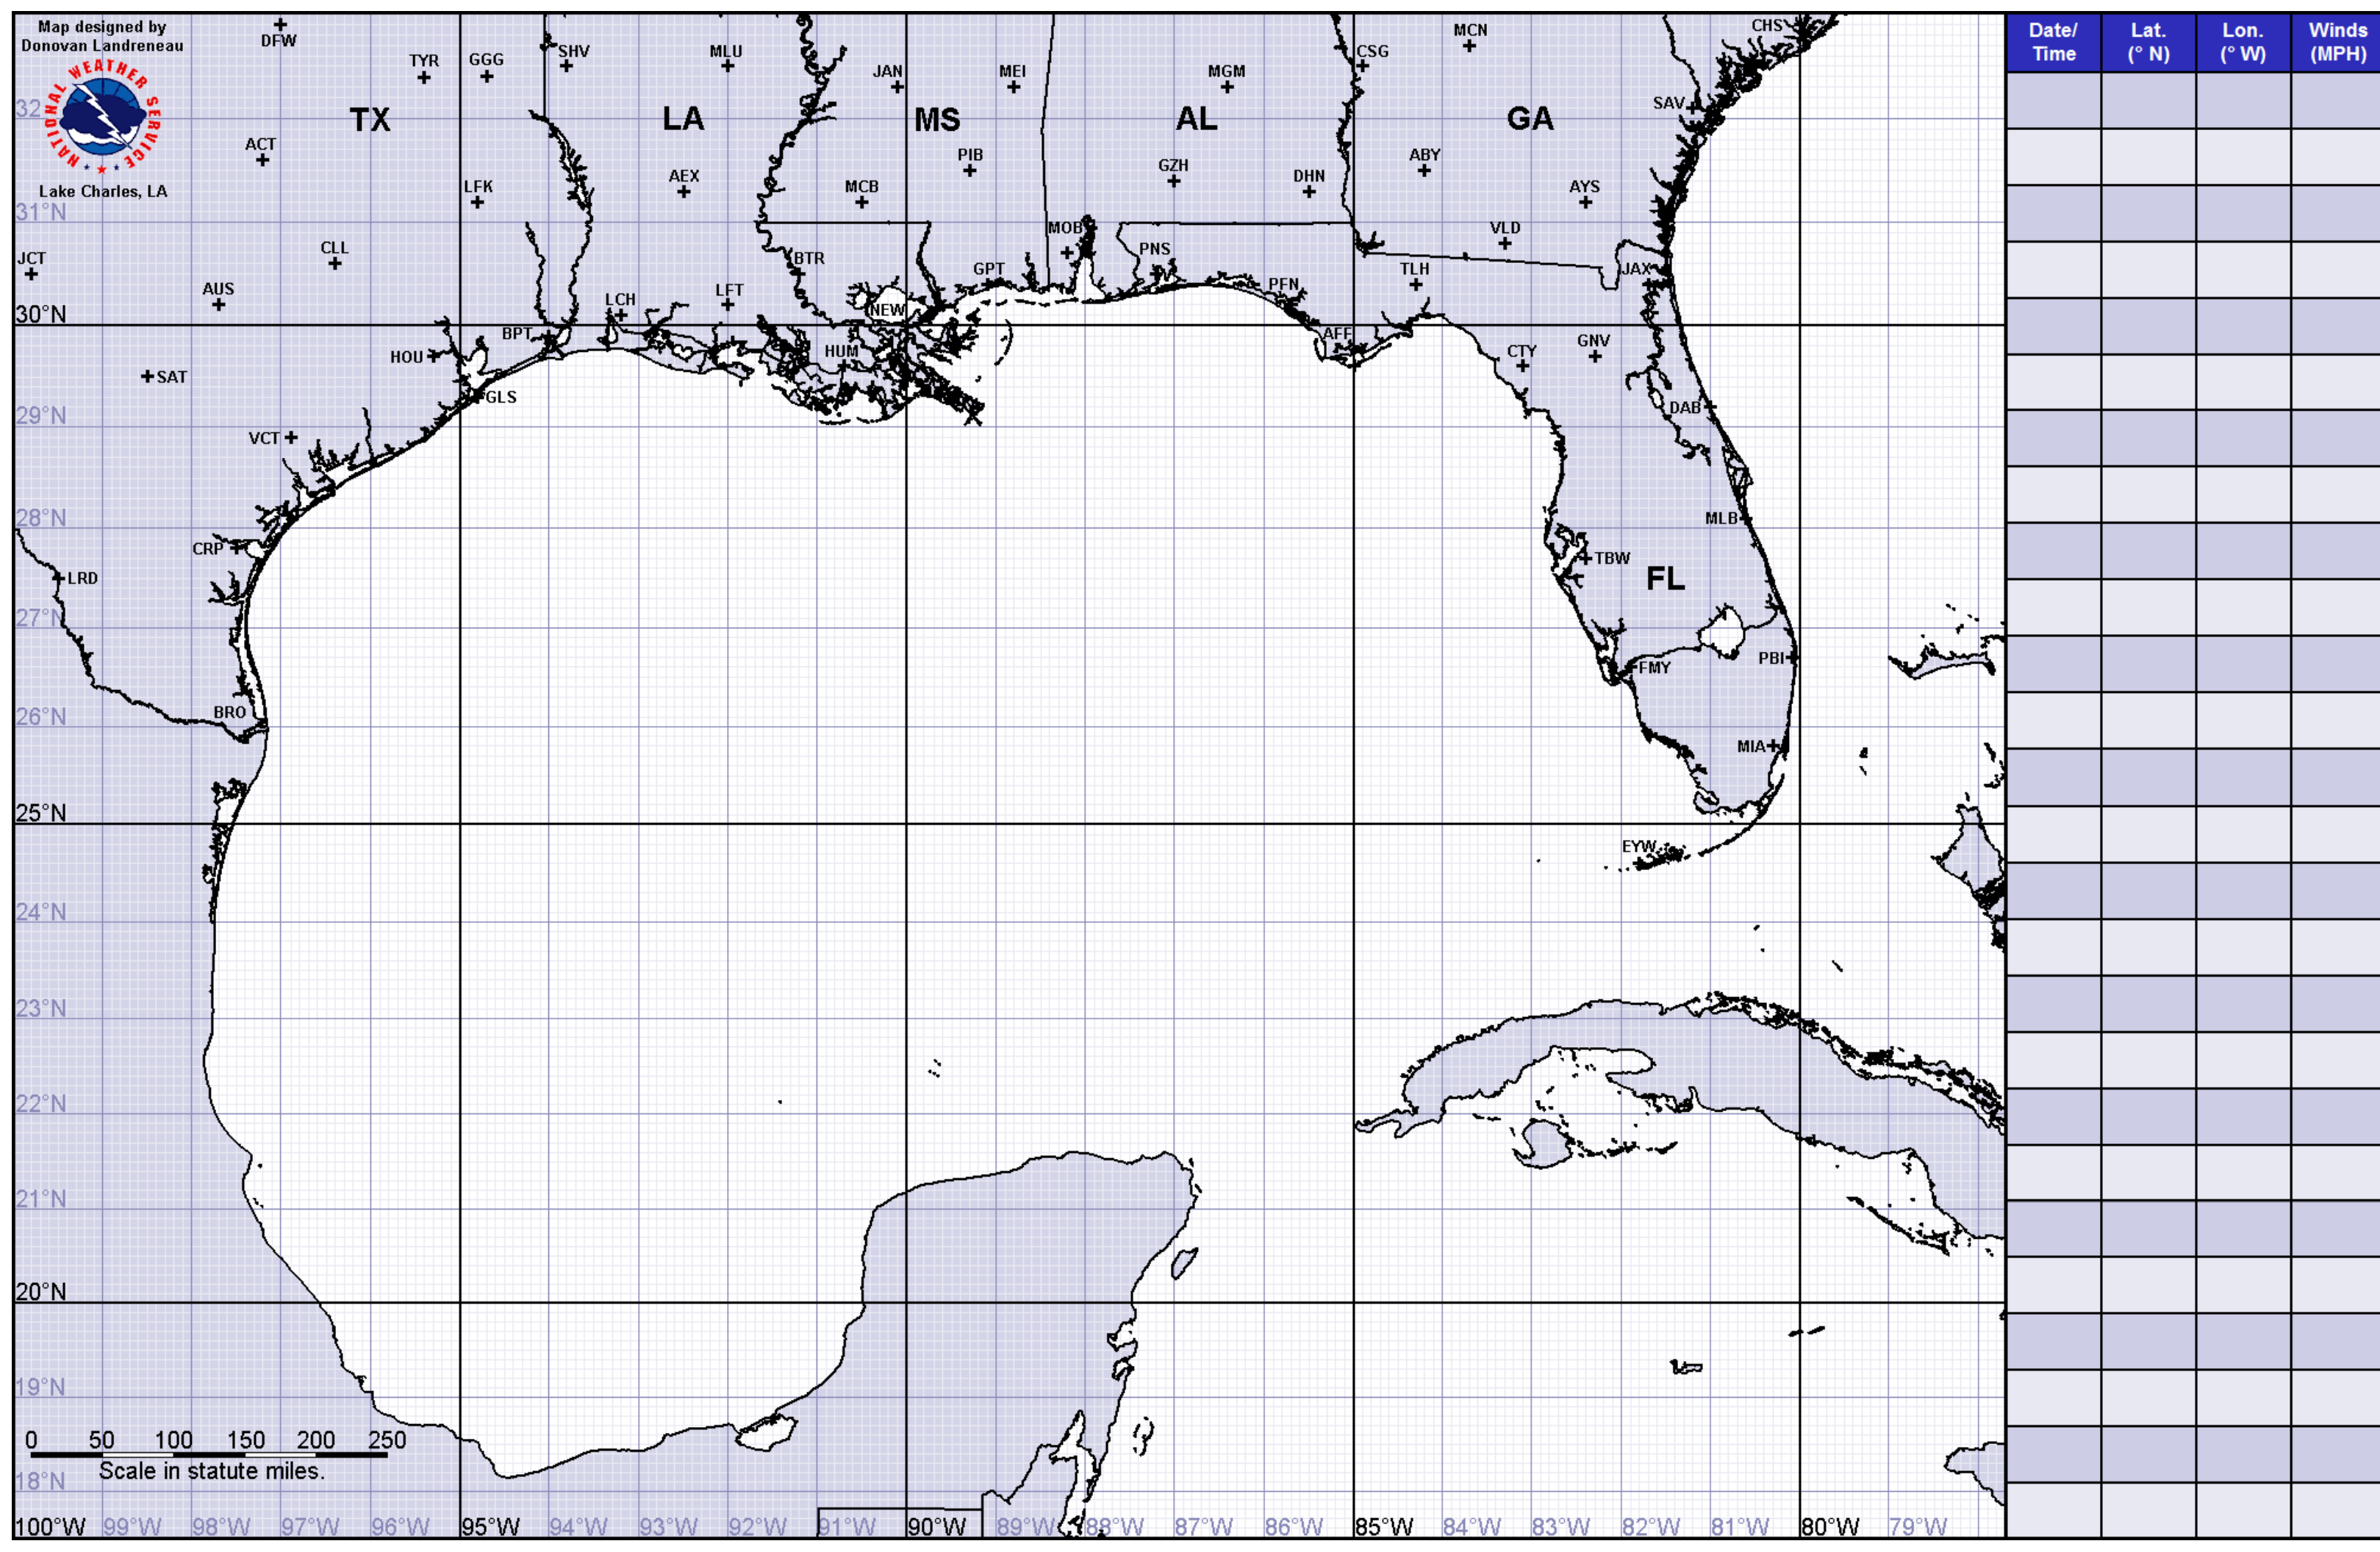 Map designed by
Donovan Landreneau
NATIONAL WEATHER SERVICE
Lake Charles, LA
Date/
Time
Lat.
(° N)
Lon.
(° W)
Winds
(MPH)
DFW
TYR
GGG
SHV
MLU
JAN
MEI
MGM
CSG
MCN
CHS
SAV
32
TX
LA
MS
AL
GA
ACT
LFK
AEX
MCB
PIB
GZH
DHN
ABY
AYS
31°N
JCT
CLL
BTR
MOB
PNS
VLD
AUS
LCH
LFT
GPT
PFN
TLH
JAX
30°N
NEW
BPT
HOU
HUM
AFF
CTY
GNV
SAT
GLS
29°N
VCT
DAB
28°N
CRP
MLB
LRD
TBW
FL
27°N
FMY
PBI
26°N
BRO
MIA
25°N
EYW
24°N
23°N
22°N
21°N
20°N
19°N
0 50 100 150 200 250
Scale in statute miles.
18°N
100°W 99°W 98°W 97°W 96°W 95°W 94°W 93°W 92°W 91°W 90°W 89°W 88°W 87°W 86°W 85°W 84°W 83°W 82°W 81°W 80°W 79°W